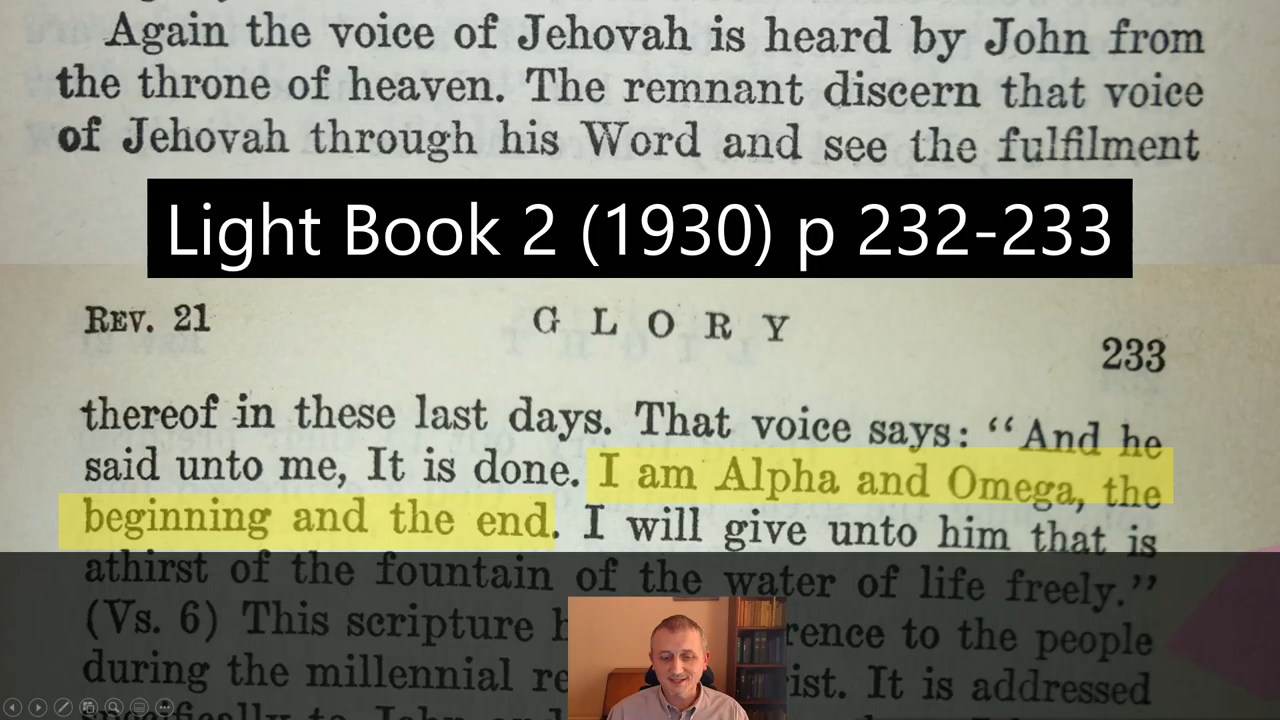 Again the voice of Jehovah is heard by John from
the throne of heaven. The remnant discern that voice
of Jehovah through his Word and see the fulfilment
Light Book 2 (1930) p 232-233
REV. 21 GLORY 233
thereof in these last days. That voice says: “And he
said unto me, It is done. I am Alpha and Omega, the
beginning and the end. I will give unto him that is
athirst of the fountain of the water of life freely.”
(Vs. 6) This scripture rence to the people
during the millennial ist. It is addressed